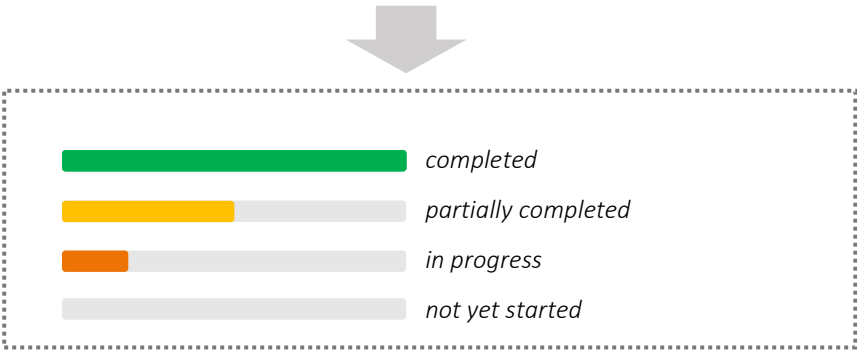 completed
partially completed
in progress
not yet started